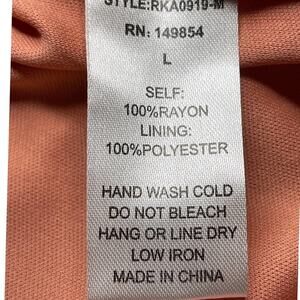 STYLE:RKA0919-M
RN: 149854
L
SELF:
100%RAYON
LINING:
100%POLYESTER
HAND WASH COLD
DO NOT BLEACH
HANG OR LINE DRY
LOW IRON
MADE IN CHINA